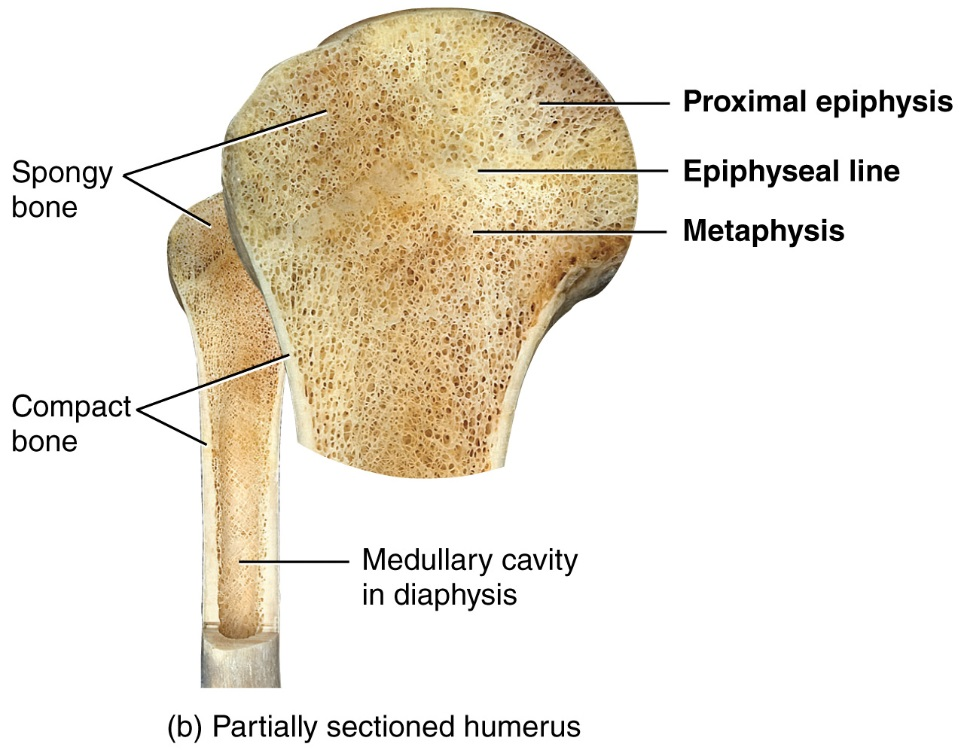 Proximal epiphysis
Epiphyseal line
Metaphysis
Spongy
bone
Compact
bone
Medullary cavity
in diaphysis
(b) Partially sectioned humerus